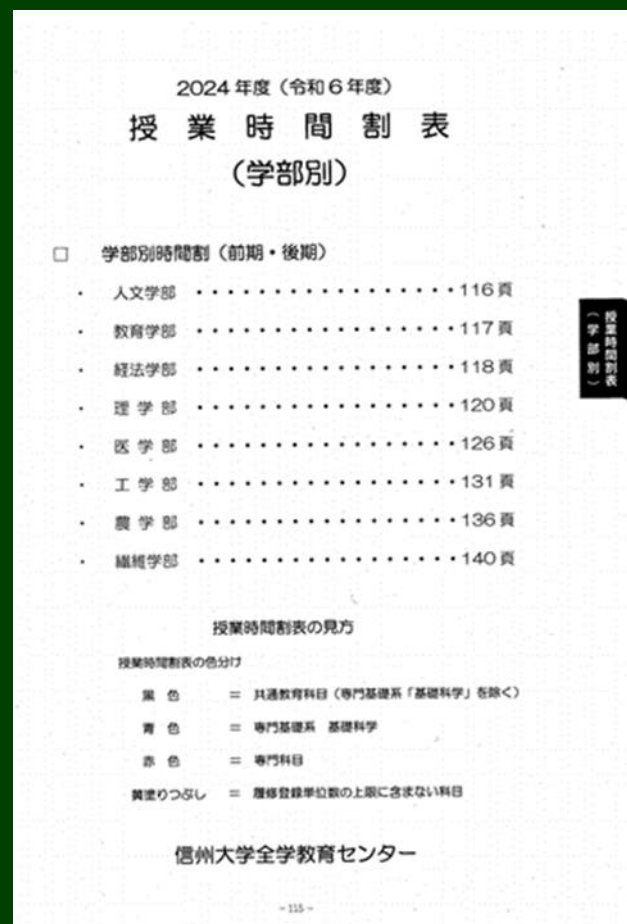 2024年度（令和6年度）
授業時間割表
（学部別）
□ 学部別時間割（前期・後期）
・ 人文学部 ・・・・・・・・・・・・・・・・・116頁
・ 教育学部 ・・・・・・・・・・・・・・・・・117頁
・ 経法学部 ・・・・・・・・・・・・・・・・・118頁
・ 理学部 ・・・・・・・・・・・・・・・・・120頁
・ 医学部 ・・・・・・・・・・・・・・・・・126頁
・ 工学部 ・・・・・・・・・・・・・・・・・131頁
・ 農学部 ・・・・・・・・・・・・・・・・・136頁
・ 繊維学部 ・・・・・・・・・・・・・・・・・140頁
授業時間割表
（学部別）
授業時間割表の見方
授業時間割表の色分け
黒色 ＝ 共通教育科目（専門基礎系「基礎科学」を除く）
青色 ＝ 専門基礎系 基礎科学
赤色 ＝ 専門科目
黄塗りつぶし ＝ 履修登録単位数の上限に含まない科目
信州大学全学教育センター
- 115 -